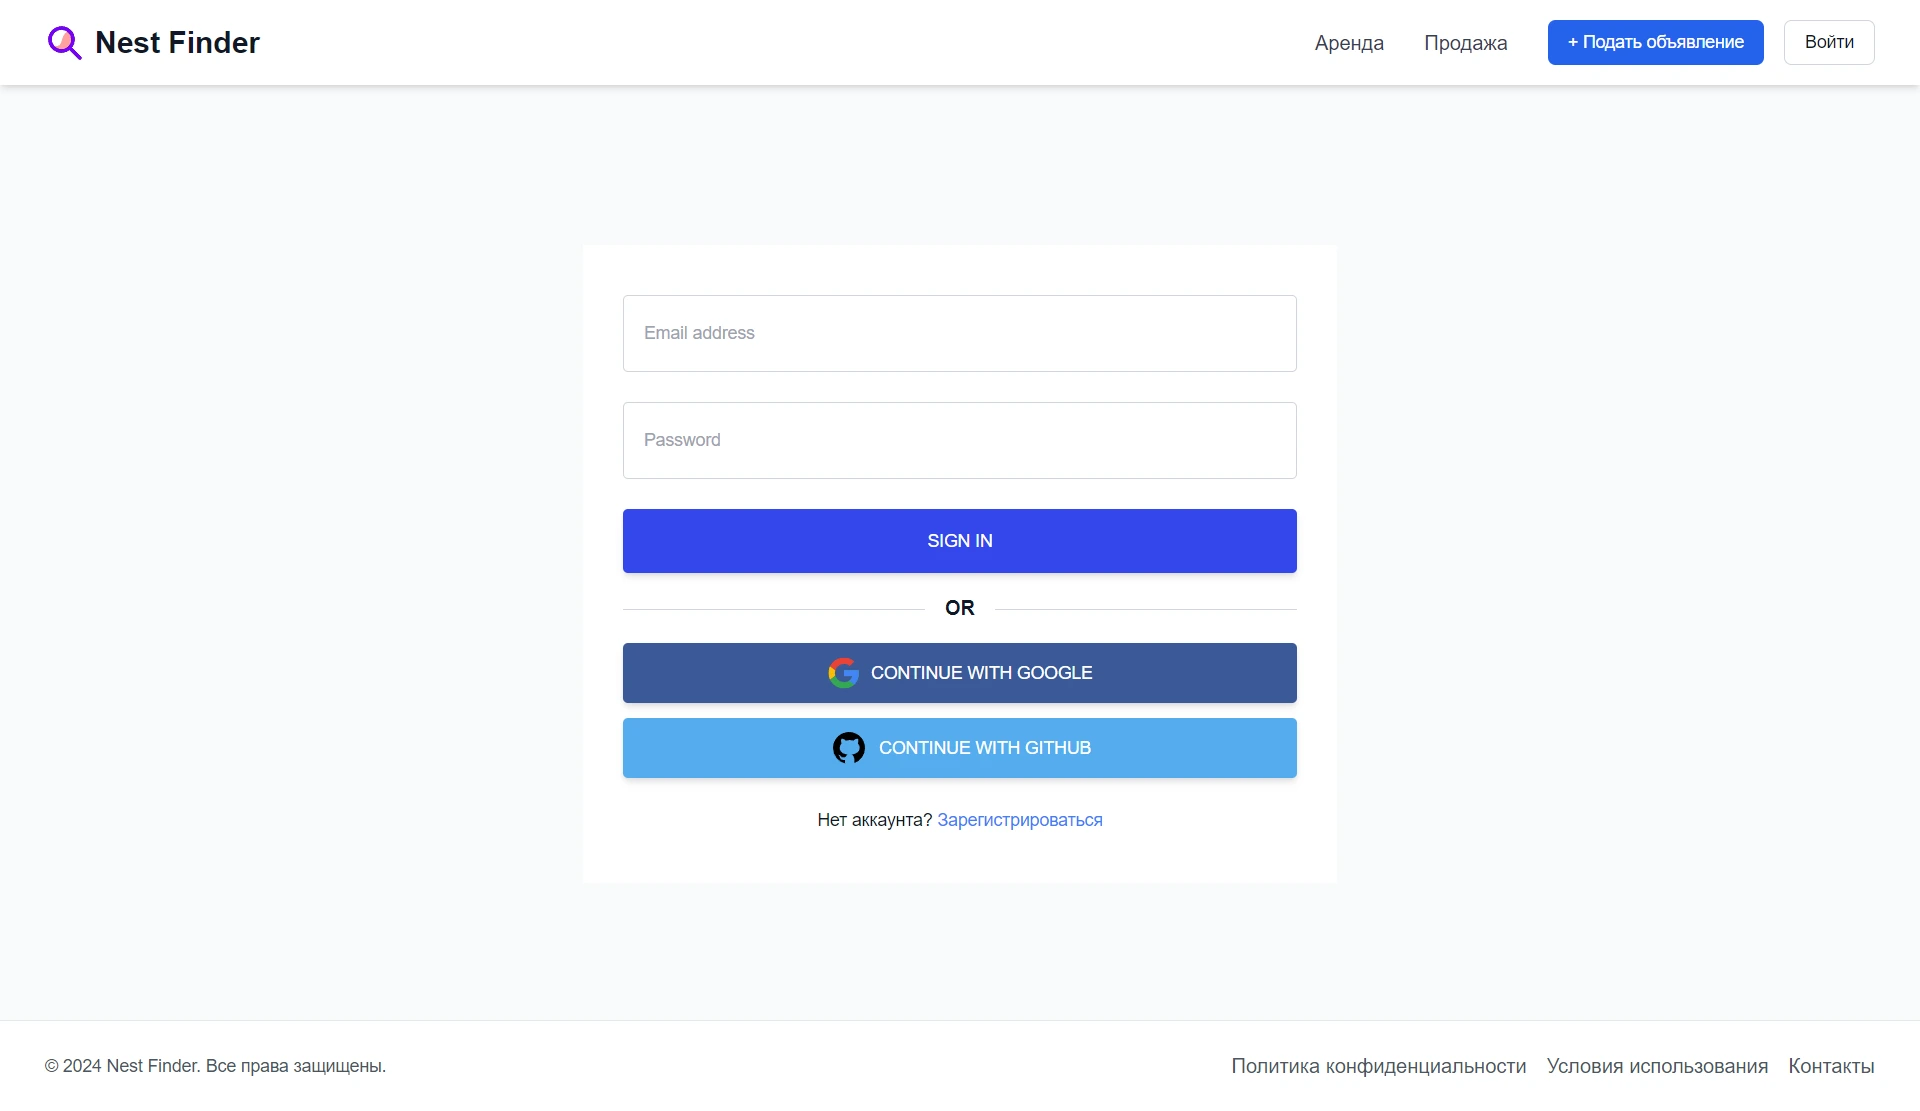 Nest Finder
Аренда
Продажа
+ Подать объявление
Войти
Email address
Password
SIGN IN
OR
CONTINUE WITH GOOGLE
CONTINUE WITH GITHUB
Нет аккаунта? Зарегистрироваться
© 2024 Nest Finder. Все права защищены.
Политика конфиденциальности
Условия использования
Контакты